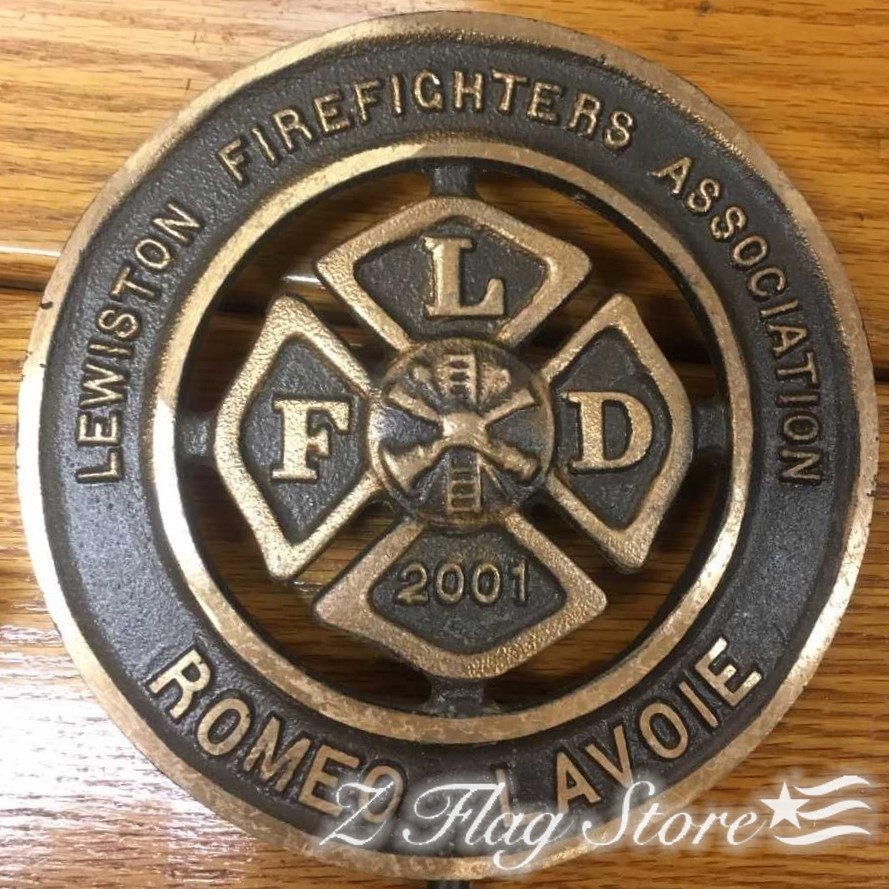 LEWISTON FIREFIGHTERS ASSOCIATION
L
F D
2001
ROMEO LAVOIE
Z Flag Store